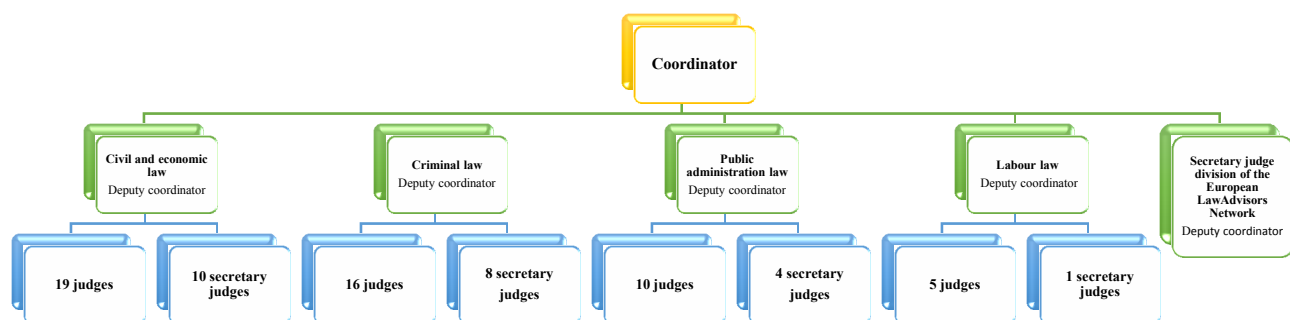 Coordinator
Civil and economic
law
Deputy coordinator
Criminal law
Deputy coordinator
Public
administration law
Deputy coordinator
Labour law
Deputy coordinator
Secretary judge
division of the
European
LawAdvisors
Network
Deputy coordinator
19 judges
10 secretary
judges
16 judges
8 secretary
judges
10 judges
4 secretary
judges
5 judges
1 secretary
judges